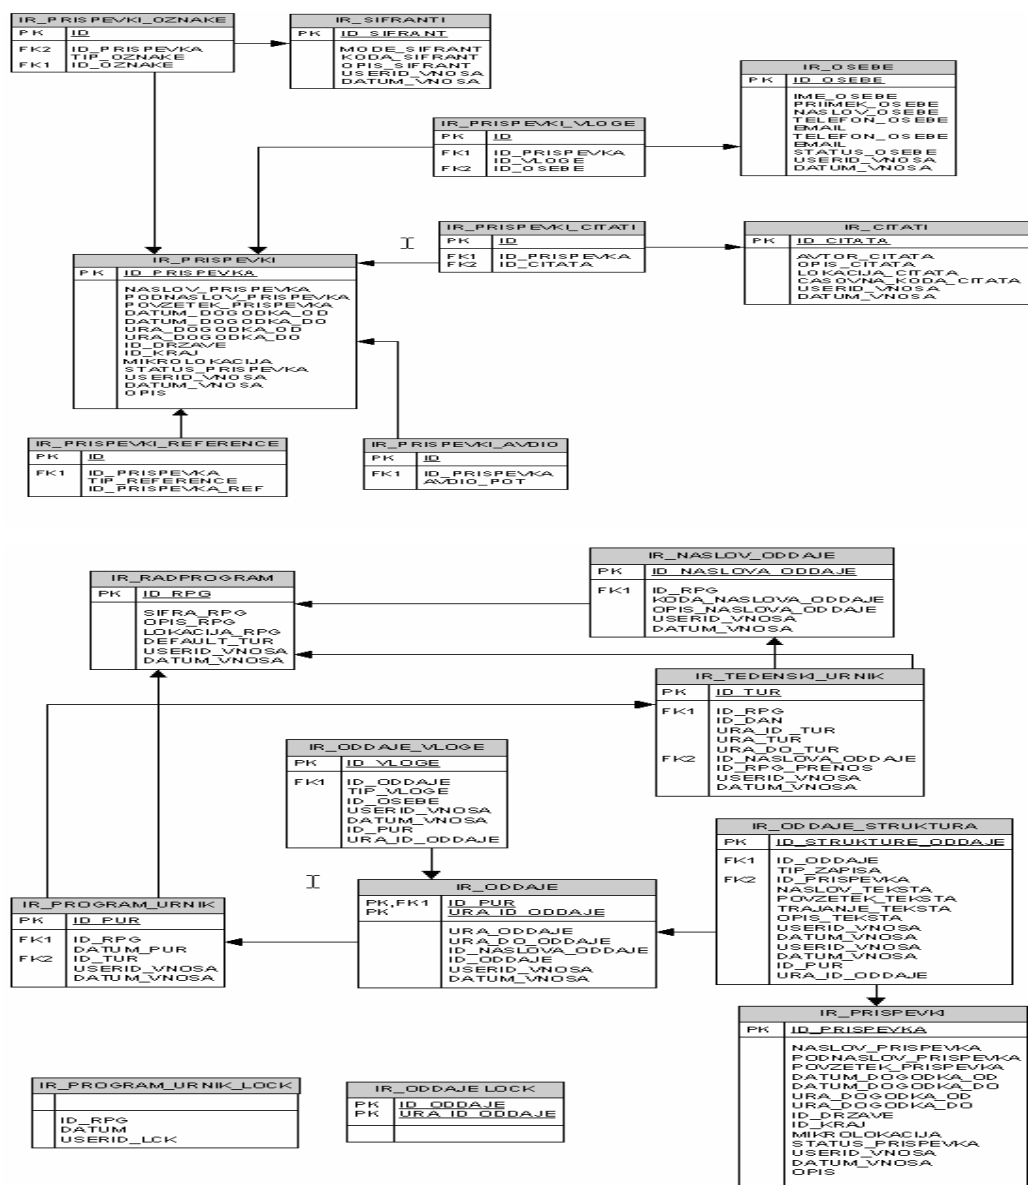 IR_PRISPEVKI_OZNAKE
PK ID
FK2 ID_PRISPEVKA
TIP_OZNAKE
FK1 ID_OZNAKE
IR_SIFRANTI
PK ID_SIFRANT
MODE_SIFRANT
KODA_SIFRANT
OPIS_SIFRANT
USERID_VNOSA
DATUM_VNOSA
IR_OSEBE
PK ID_OSEBE
IME_OSEBE
PRIIMEK_OSEBE
NASLOV_OSEBE
TELEFON_OSEBE
EMAIL
TELEFON_OSEBE
EMAIL
STATUS_OSEBE
USERID_VNOSA
DATUM_VNOSA
IR_PRISPEVKI_VLOGE
PK ID
FK1 ID_PRISPEVKA
ID_VLOGE
FK2 ID_OSEBE
IR_PRISPEVKI_CITATI
PK ID
FK1 ID_PRISPEVKA
FK2 ID_CITATA
IR_CITATI
PK ID_CITATA
AVTOR_CITATA
OPIS_CITATA
LOKACIJA_CITATA
CASOVNA_KODA_CITATA
USERID_VNOSA
DATUM_VNOSA
IR_PRISPEVKI
PK ID_PRISPEVKA
NASLOV_PRISPEVKA
PODNASLOV_PRISPEVKA
POVZETEK_PRISPEVKA
DATUM_DOGODKA_OD
DATUM_DOGODKA_DO
URA_DOGODKA_OD
URA_DOGODKA_DO
ID_DRZAVE
ID_KRAJ
MIKROLOKACIJA
STATUS_PRISPEVKA
USERID_VNOSA
DATUM_VNOSA
OPIS
IR_PRISPEVKI_REFERENCE
PK ID
FK1 ID_PRISPEVKA
TIP_REFERENCE
ID_PRISPEVKA_REF
IR_PRISPEVKI_AVDIO
PK ID
FK1 ID_PRISPEVKA
AVDIO_POT
IR_RADPROGRAM
PK ID_RPG
SIFRA_RPG
OPIS_RPG
LOKACIJA_RPG
DEFAULT_TUR
USERID_VNOSA
DATUM_VNOSA
IR_NASLOV_ODDAJE
PK ID_NASLOVA_ODDAJE
FK1 ID_RPG
KODA_NASLOVA_ODDAJE
OPIS_NASLOVA_ODDAJE
USERID_VNOSA
DATUM_VNOSA
IR_TEDENSKI_URNIK
PK ID_TUR
FK1 ID_RPG
ID_DAN
URA_ID_TUR
URA_TUR
URA_DO_TUR
FK2 ID_NASLOVA_ODDAJE
ID_RPG_PRENOS
USERID_VNOSA
DATUM_VNOSA
IR_ODDAJE_VLOGE
PK ID_VLOGE
FK1 ID_ODDAJE
TIP_VLOGE
ID_OSEBE
USERID_VNOSA
DATUM_VNOSA
ID_PUR
URA_ID_ODDAJE
IR_ODDAJE_STRUKTURA
PK ID_STRUKTURE_ODDAJE
FK1 ID_ODDAJE
TIP_ZAPISA
FK2 ID_PRISPEVKA
NASLOV_TEKSTA
POVZETEK_TEKSTA
TRAJANJE_TEKSTA
OPIS_TEKSTA
USERID_VNOSA
DATUM_VNOSA
USERID_VNOSA
DATUM_VNOSA
ID_PUR
URA_ID_ODDAJE
IR_PROGRAM_URNIK
PK ID_PUR
FK1 ID_RPG
DATUM_PUR
FK2 ID_TUR
USERID_VNOSA
DATUM_VNOSA
IR_ODDAJE
PK,FK1 ID_PUR
PK URA_ID_ODDAJE
URA_ODDAJE
URA_DO_ODDAJE
ID_NASLOVA_ODDAJE
ID_ODDAJE
USERID_VNOSA
DATUM_VNOSA
IR_PRISPEVKI
PK ID_PRISPEVKA
NASLOV_PRISPEVKA
PODNASLOV_PRISPEVKA
POVZETEK_PRISPEVKA
DATUM_DOGODKA_OD
DATUM_DOGODKA_DO
URA_DOGODKA_OD
URA_DOGODKA_DO
ID_DRZAVE
ID_KRAJ
MIKROLOKACIJA
STATUS_PRISPEVKA
USERID_VNOSA
DATUM_VNOSA
OPIS
IR_PROGRAM_URNIK_LOCK
ID_RPG
DATUM
USERID_LCK
IR_ODDAJE LOCK
PK ID_ODDAJE
PK URA_ID_ODDAJE